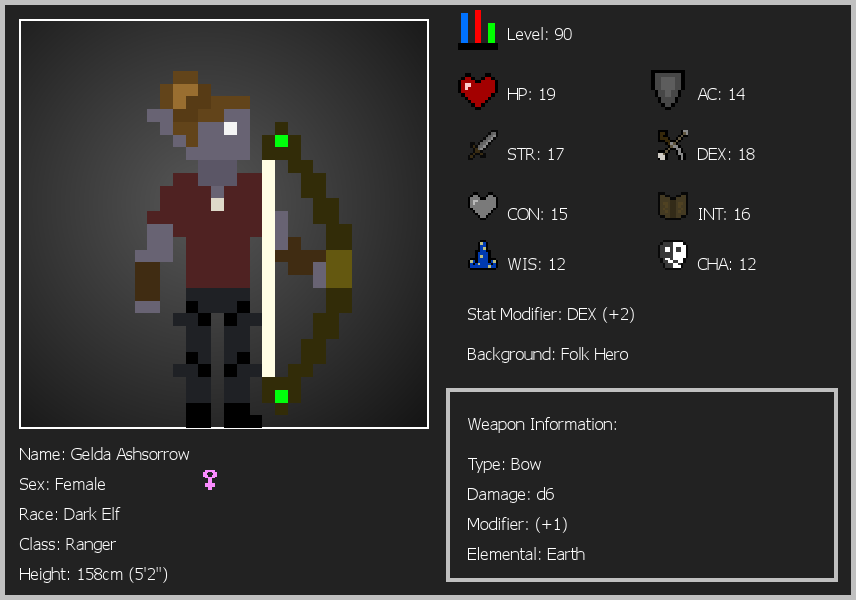 Level: 90
HP: 19
AC: 14
STR: 17
DEX: 18
CON: 15
INT: 16
WIS: 12
CHA: 12
Stat Modifier: DEX (+2)
Background: Folk Hero
Weapon Information:
Type: Bow
Damage: d6
Modifier: (+1)
Elemental: Earth
Name: Gelda Ashsorrow
Sex: Female
Race: Dark Elf
Class: Ranger
Height: 158cm (5'2")